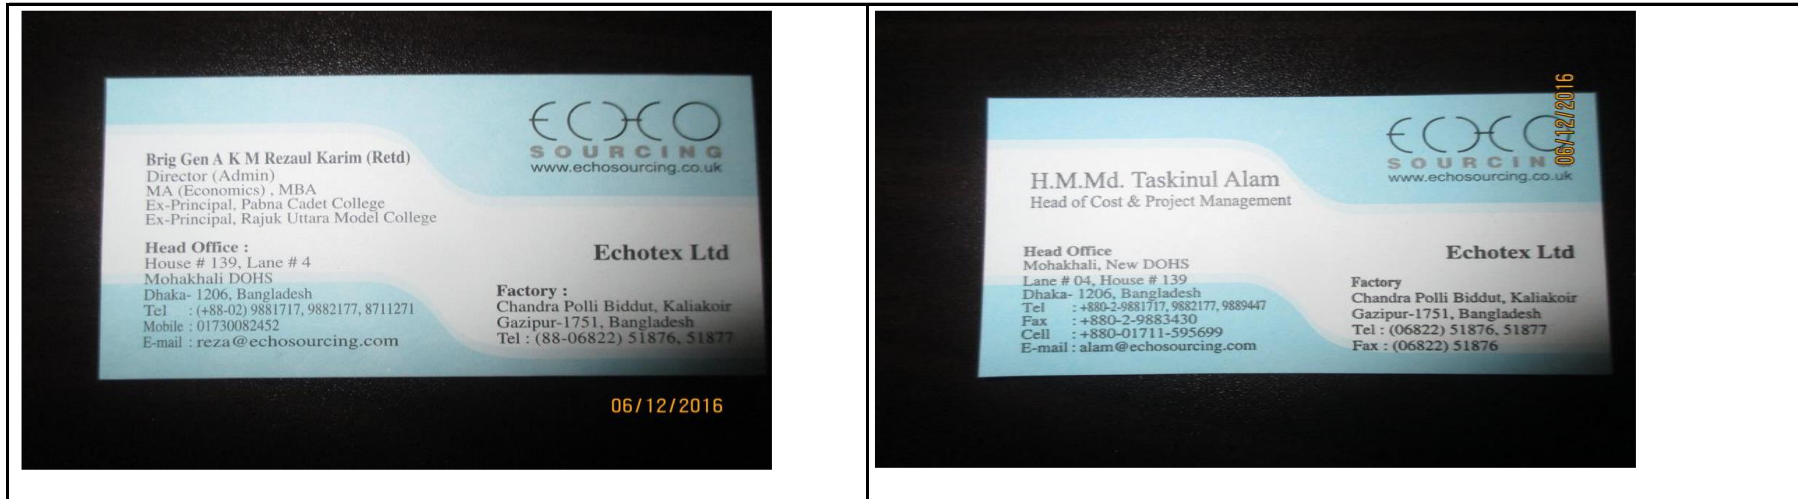 ECHO
SOURCING
www.echosourcing.co.uk
Brig Gen A K M Rezaul Karim (Retd)
Director (Admin)
MA (Economics) , MBA
Ex-Principal, Pabna Cadet College
Ex-Principal, Rajuk Uttara Model College
Head Office :
House # 139, Lane # 4
Mohakhali DOHS
Dhaka- 1206, Bangladesh
Tel : (+88-02) 9881717, 9882177, 8711271
Mobile : 01730082452
E-mail : reza@echosourcing.com
Echotex Ltd
Factory :
Chandra Polli Biddut, Kaliakoir
Gazipur-1751, Bangladesh
Tel : (88-06822) 51876, 51877
06/12/2016
ECHO
SOURCING
www.echosourcing.co.uk
06/12/2016
H.M.Md. Taskinul Alam
Head of Cost & Project Management
Head Office
Mohakhali, New DOHS
Lane # 04, House # 139
Dhaka- 1206, Bangladesh
Tel : +880-2-9881717, 9882177, 9889447
Fax : +880-2-9883430
Cell : +880-01711-595699
E-mail : alam@echosourcing.com
Echotex Ltd
Factory
Chandra Polli Biddut, Kaliakoir
Gazipur-1751, Bangladesh
Tel : (06822) 51876, 51877
Fax : (06822) 51876